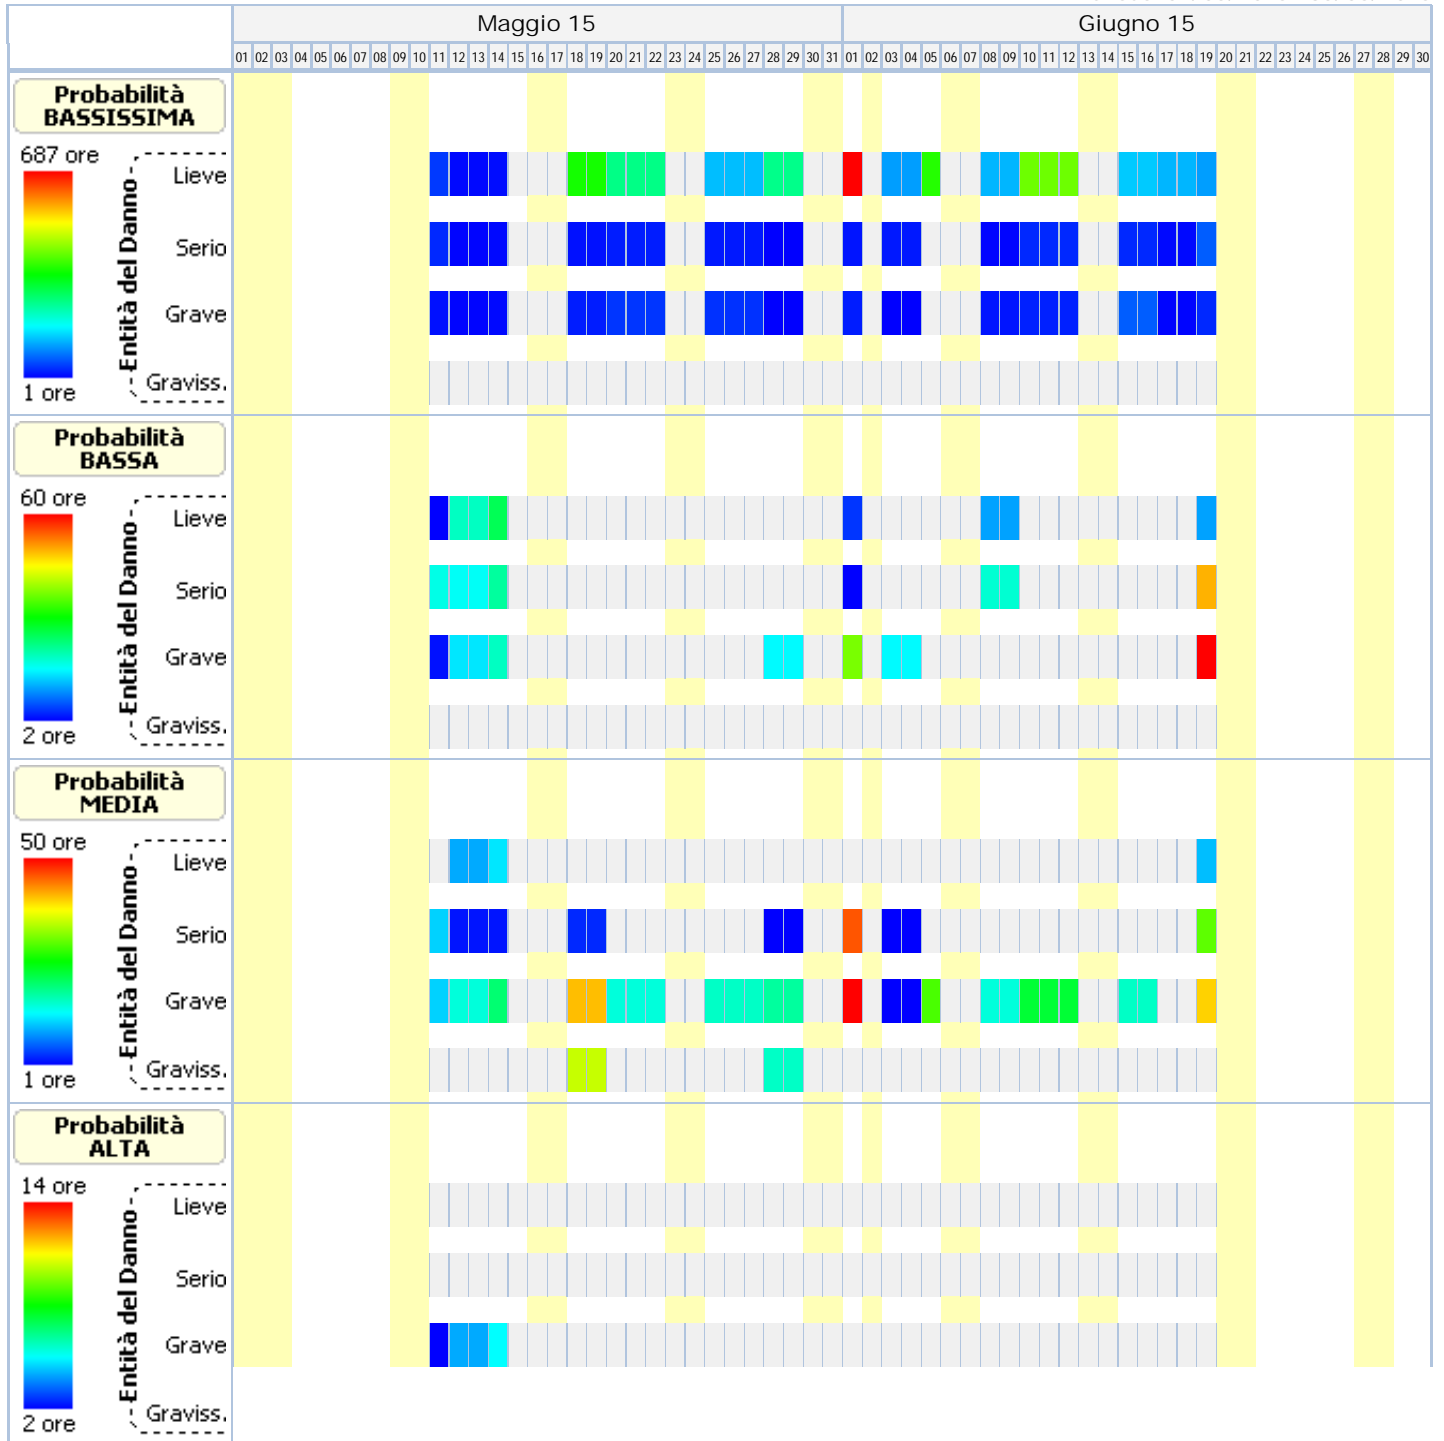 Maggio 15 Giugno 15
01 02 03 04 05 06 07 08 09 10 11 12 13 14 15 16 17 18 19 20 21 22 23 24 25 26 27 28 29 30 31 01 02 03 04 05 06 07 08 09 10 11 12 13 14 15 16 17 18 19 20 21 22 23 24 25 26 27 28 29 30
Probabilità
BASSISSIMA
687 ore
1 ore
Entità del Danno
Lieve
Serio
Grave
Graviss.
Probabilità
BASSA
60 ore
2 ore
Entità del Danno
Lieve
Serio
Grave
Graviss.
Probabilità
MEDIA
50 ore
1 ore
Entità del Danno
Lieve
Serio
Grave
Graviss.
Probabilità
ALTA
14 ore
2 ore
Entità del Danno
Lieve
Serio
Grave
Graviss.